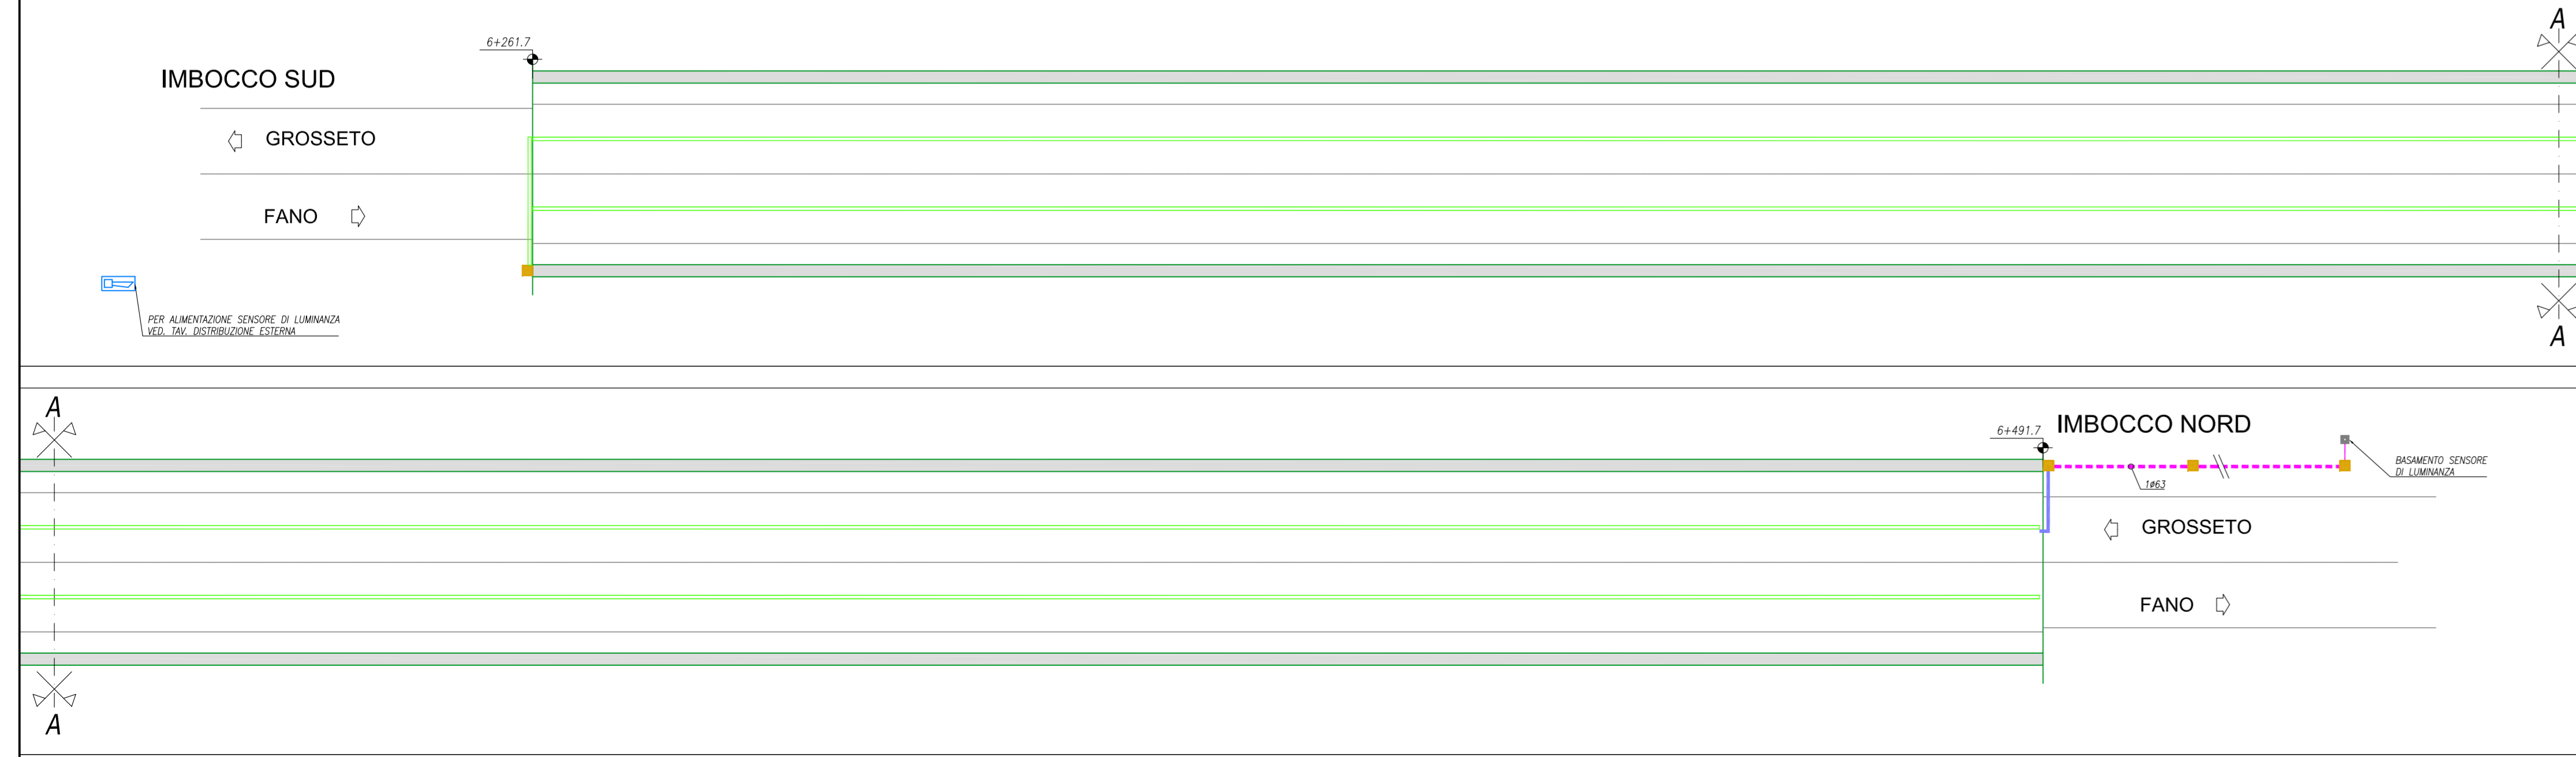 A
6+261.7
IMBOCCO SUD
GROSSETO
FANO
PER ALIMENTAZIONE SENSORE DI LUMINANZA
VED. TAV. DISTRIBUZIONE ESTERNA
A
A
6+491.7
IMBOCCO NORD
BASAMENTO SENSORE
DI LUMINANZA
1ø63
GROSSETO
FANO
A